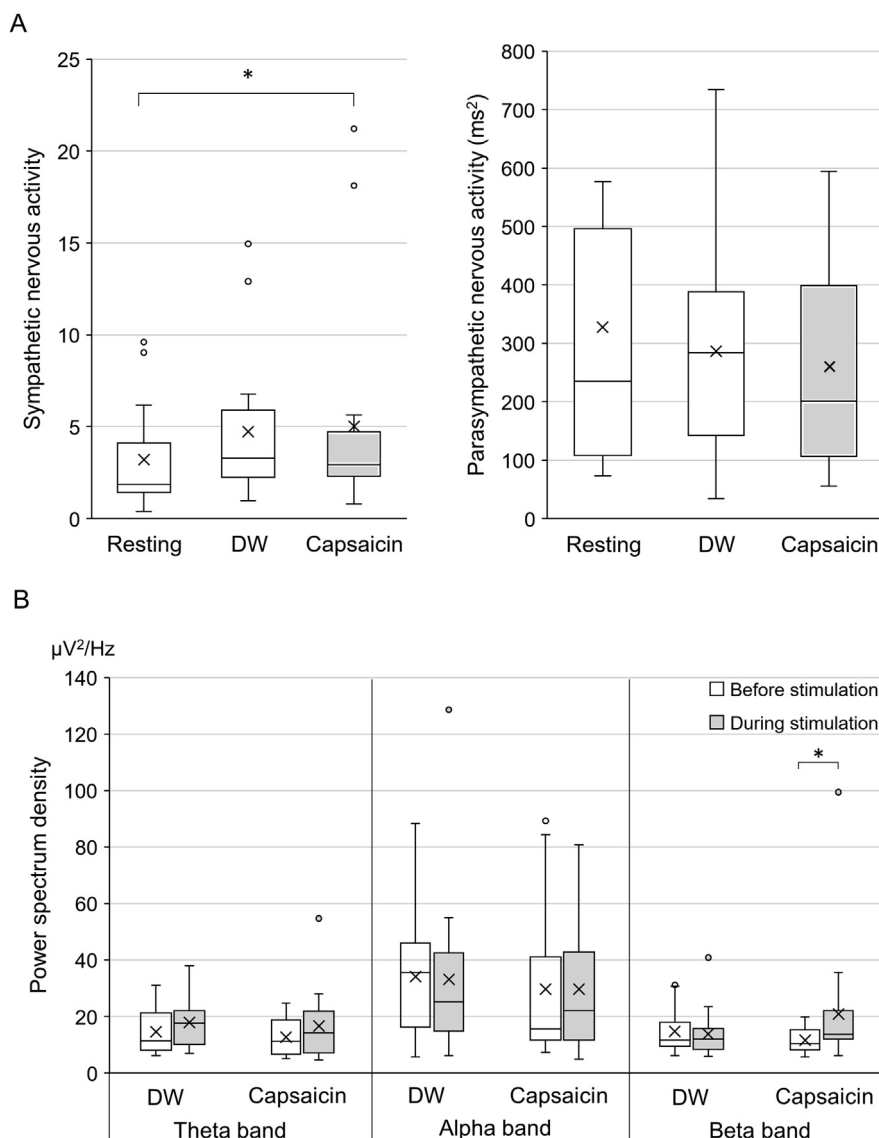 A
Sympathetic nervous activity
25
20
15
10
5
0
*
Resting DW Capsaicin
Parasympathetic nervous activity (ms²)
800
700
600
500
400
300
200
100
0
Resting DW Capsaicin
B
µV²/Hz
Power spectrum density
140
120
100
80
60
40
20
0
Before stimulation
During stimulation
*
DW Capsaicin DW Capsaicin DW Capsaicin
Theta band Alpha band Beta band